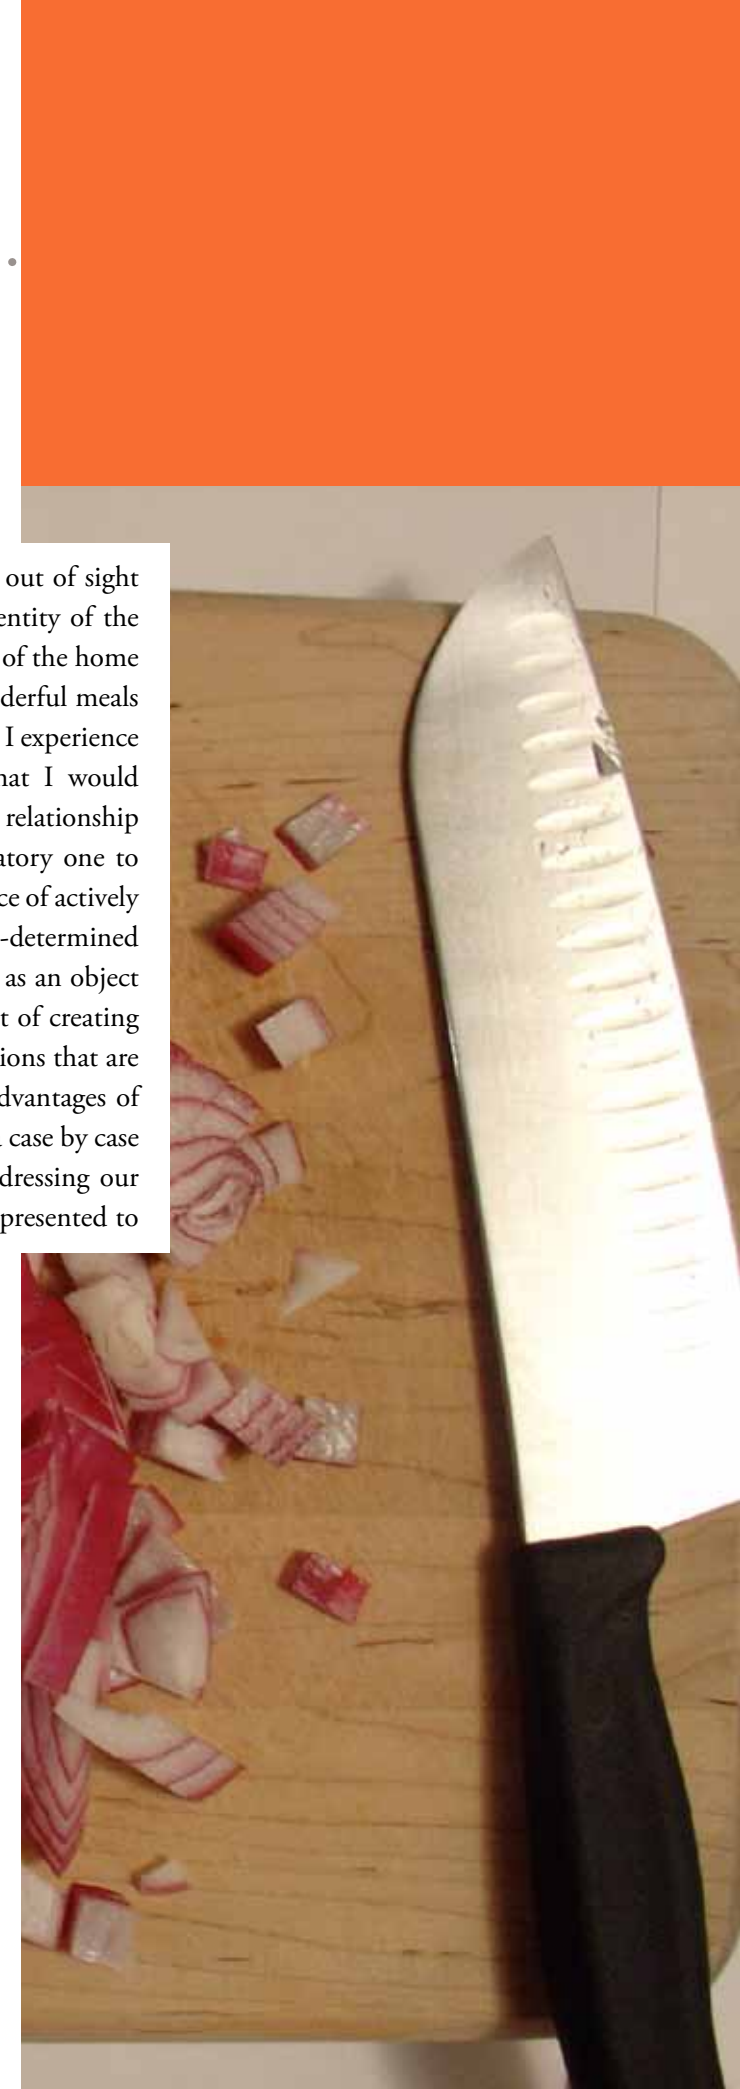 out of sight
entity of the
of the home
derful meals
I experience
hat I would
relationship
atory one to
ce of actively
-determined
as an object
t of creating
tions that are
dvantages of
case by case
dressing our
presented to